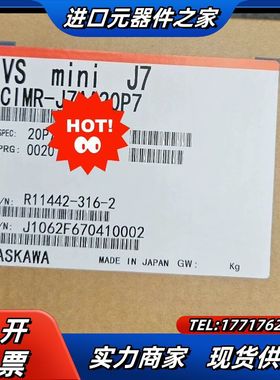 进口元器件之家
VS mini J7
CIMR-J7
20P7
HOT!
SPEC: 20P
PRG: 0020
R11442-316-2
J1062F670410002
ASKAWA
MADE IN JAPAN GW: Kg
开票
TEL:1771762
实力商家 现货供